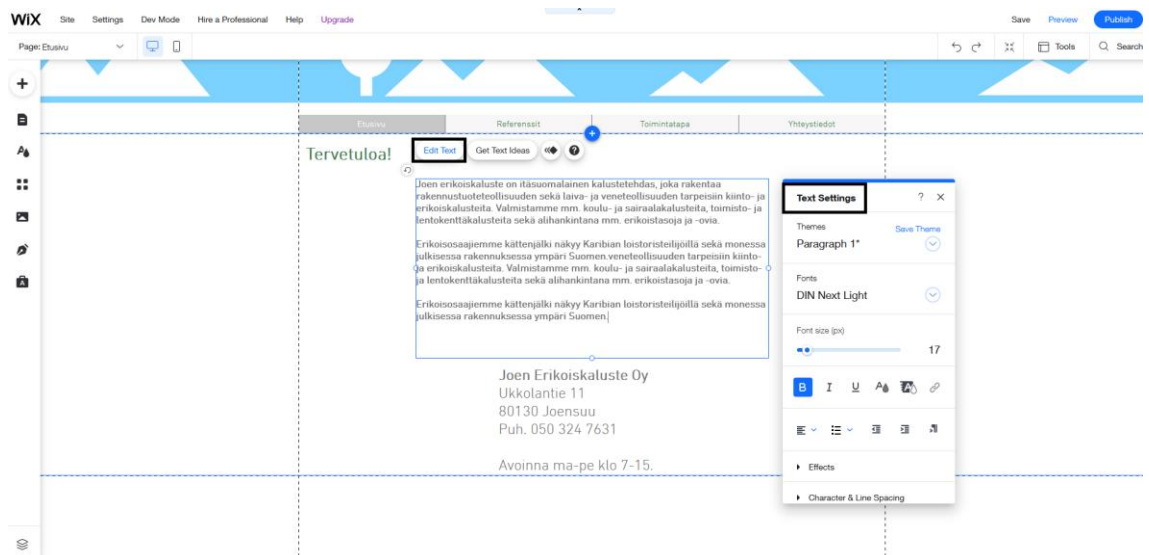 WiX Site Settings Dev Mode Hire a Professional Help Upgrade Save Preview Publish
Page: Etusivu Tools Search
Etusivu Referenssit Toimintatapa Yhteystiedot
Tervetuloa!
Edit Text Get Text Ideas
Joen erikoiskaluste on itäsuomalainen kalustetehdas, joka rakentaa
rakennustuoteteollisuuden sekä laiva- ja veneteollisuuden tarpeisiin kiinto- ja
erikoiskalusteita. Valmistamme mm. koulu- ja sairaalakalusteita, toimisto- ja
lentokenttäkalusteita sekä alihankintana mm. erikoistasoja ja -ovia.
Erikoisosaajiemme kättenjälki näkyy Karibian loistoristeilijöillä sekä monessa
julkisessa rakennuksessa ympäri Suomen.veneteollisuuden tarpeisiin kiinto-
ja erikoiskalusteita. Valmistamme mm. koulu- ja sairaalakalusteita, toimisto-
ja lentokenttäkalusteita sekä alihankintana mm. erikoistasoja ja -ovia.
Erikoisosaajiemme kättenjälki näkyy Karibian loistoristeilijöillä sekä monessa
julkisessa rakennuksessa ympäri Suomen.
Joen Erikoiskaluste Oy
Ukkolantie 11
80130 Joensuu
Puh. 050 324 7631
Avoinna ma-pe klo 7-15.
Text Settings ? ×
Themes Save Theme
Paragraph 1*
Fonts
DIN Next Light
Font size (px)
17
B I U A A
Effects
Character & Line Spacing